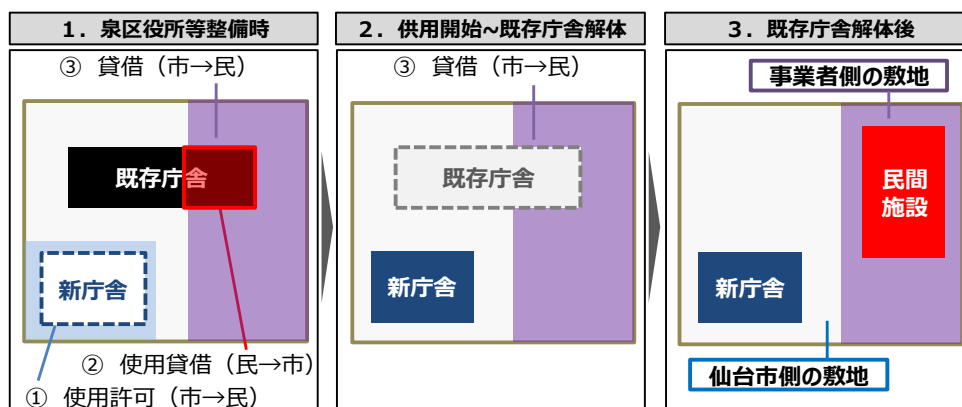 １．泉区役所等整備時
③ 貸借（市→民）
既存庁舎
新庁舎
② 使用貸借（民→市）
① 使用許可（市→民）
２．供用開始~既存庁舎解体
③ 貸借（市→民）
既存庁舎
新庁舎
３．既存庁舎解体後
事業者側の敷地
民間
施設
新庁舎
仙台市側の敷地